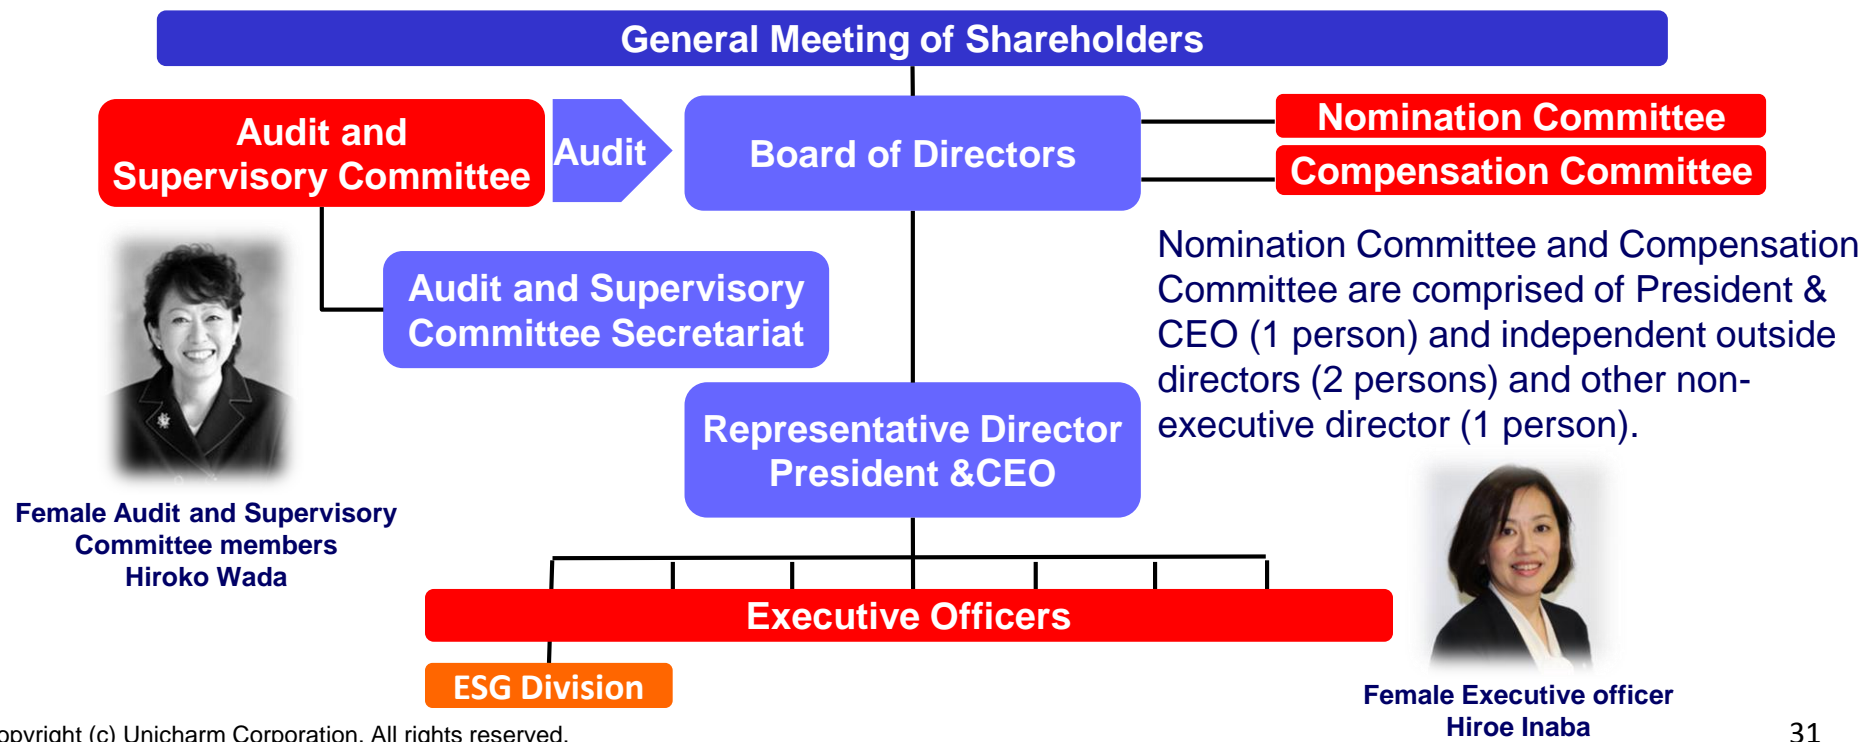 General Meeting of Shareholders
Audit and
Supervisory Committee
Audit
Board of Directors
Nomination Committee
Compensation Committee
Audit and Supervisory
Committee Secretariat
Nomination Committee and Compensation
Committee are comprised of President &
CEO (1 person) and independent outside
directors (2 persons) and other non-
executive director (1 person).
Representative Director
President &CEO
Female Audit and Supervisory
Committee members
Hiroko Wada
Executive Officers
ESG Division
Female Executive officer
Hiroe Inaba
opyright (c) Unicharm Corporation. All rights reserved.
31